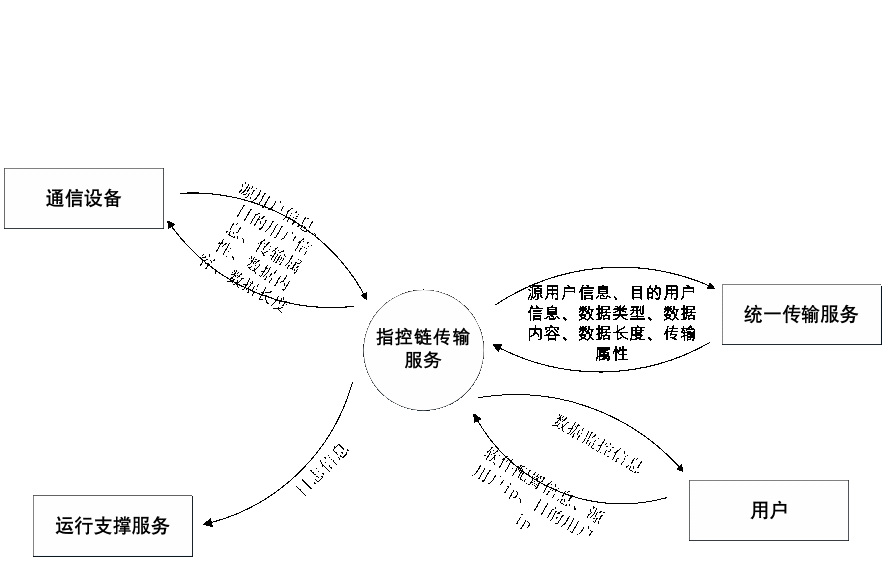 通信设备
源用户信息、
目的用户信
息、传输属
性、数据内
容、数据长度
指控链传输
服务
源用户信息、目的用户
信息、数据类型、数据
内容、数据长度、传输
属性
统一传输服务
数据监控信息
软件配置信息、源
用户ip、目的用户
ip
日志信息
运行支撑服务
用户